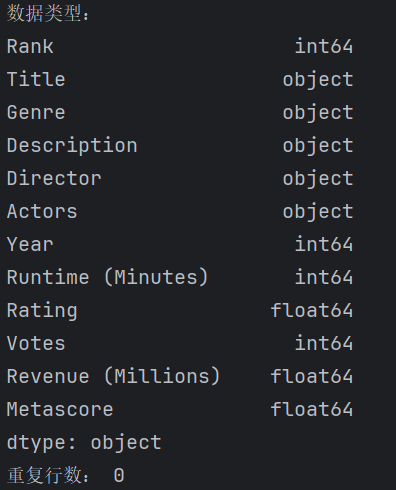 数据类型：
Rank int64
Title object
Genre object
Description object
Director object
Actors object
Year int64
Runtime (Minutes) int64
Rating float64
Votes int64
Revenue (Millions) float64
Metascore float64
dtype: object
重复行数： 0